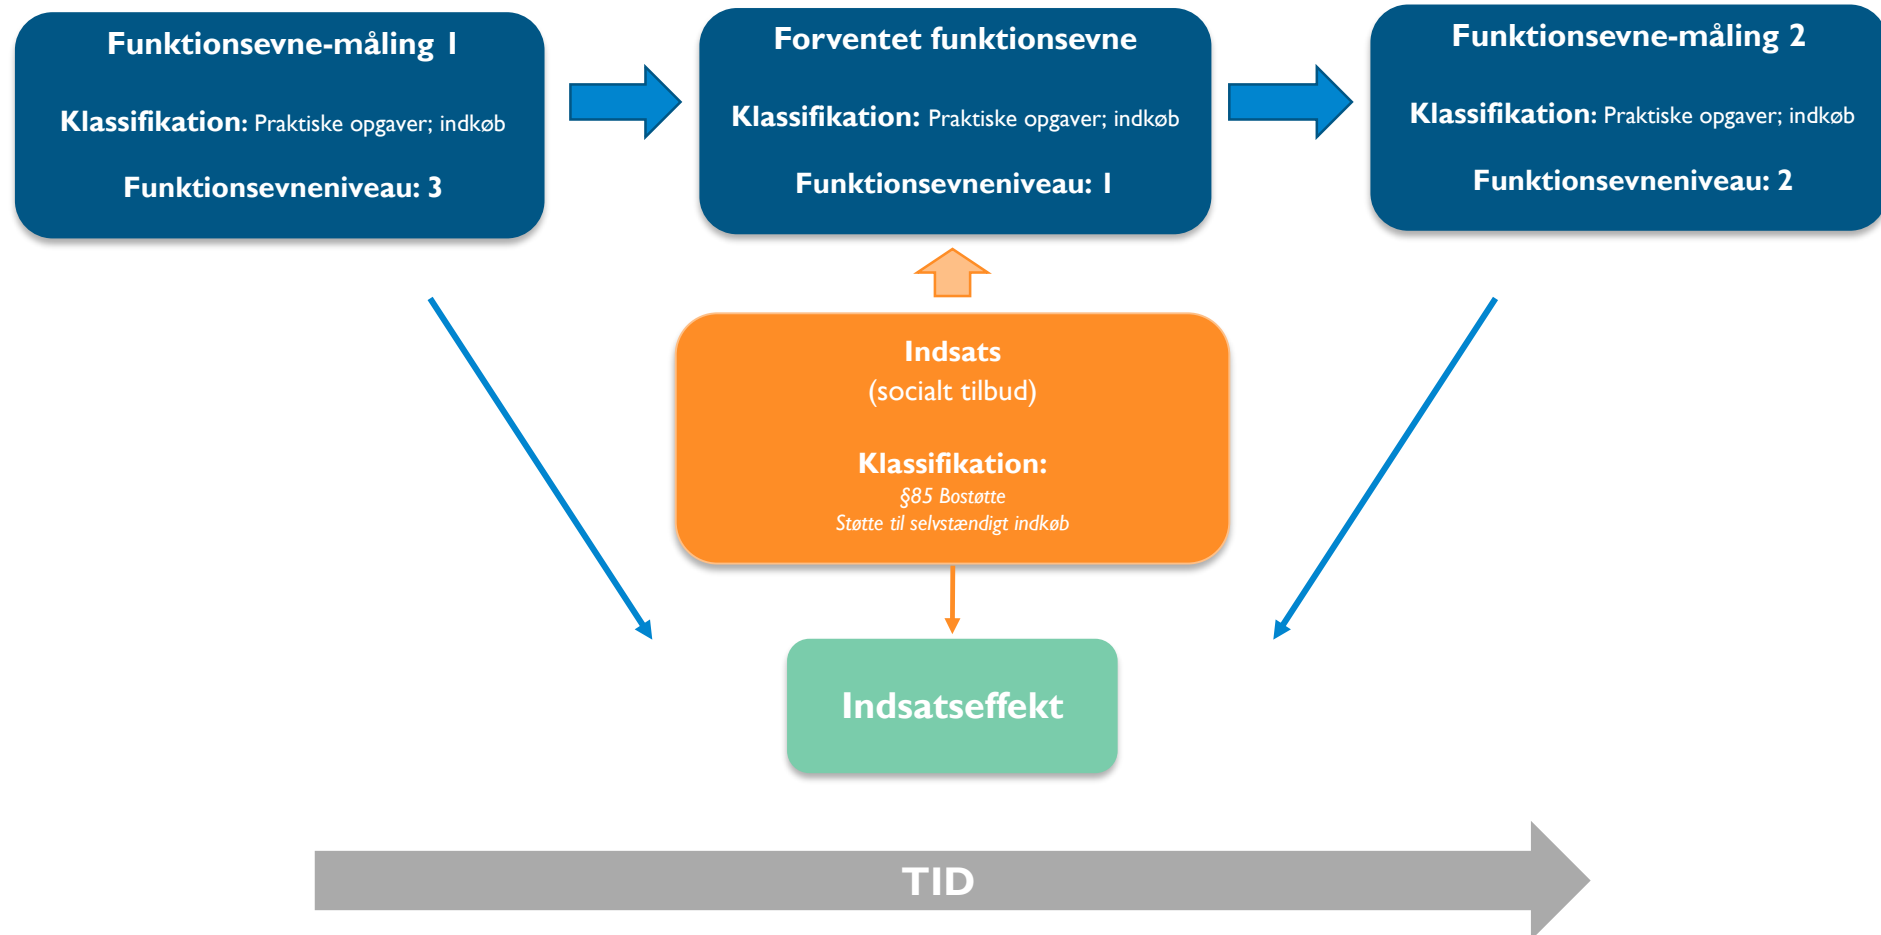 Funktionsevne-måling 1
Klassifikation: Praktiske opgaver; indkøb
Funktionsevneniveau: 3
Forventet funktionsevne
Klassifikation: Praktiske opgaver; indkøb
Funktionsevneniveau: 1
Funktionsevne-måling 2
Klassifikation: Praktiske opgaver; indkøb
Funktionsevneniveau: 2
Indsats
(socialt tilbud)
Klassifikation:
§85 Bostøtte
Støtte til selvstændigt indkøb
Indsatseffekt
TID